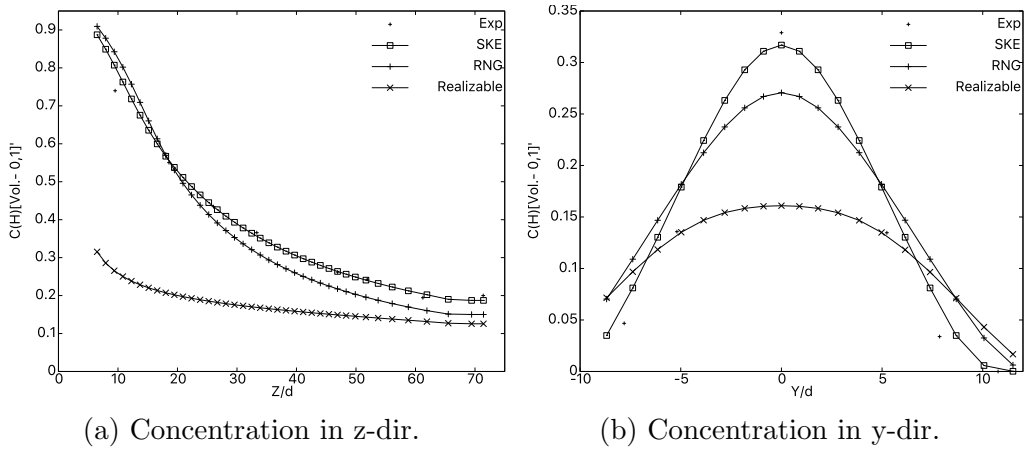 0.9
0.8
0.7
0.6
0.5
0.4
0.3
0.2
0.1
0
0 10 20 30 40 50 60 70
C(H)[Vol.- 0,1]'
Z/d
Exp
SKE
RNG
Realizable
(a) Concentration in z-dir.
0.35
0.3
0.25
0.2
0.15
0.1
0.05
0
-10 -5 0 5 10
C(H)[Vol.- 0,1]'
Y/d
Exp
SKE
RNG
Realizable
(b) Concentration in y-dir.